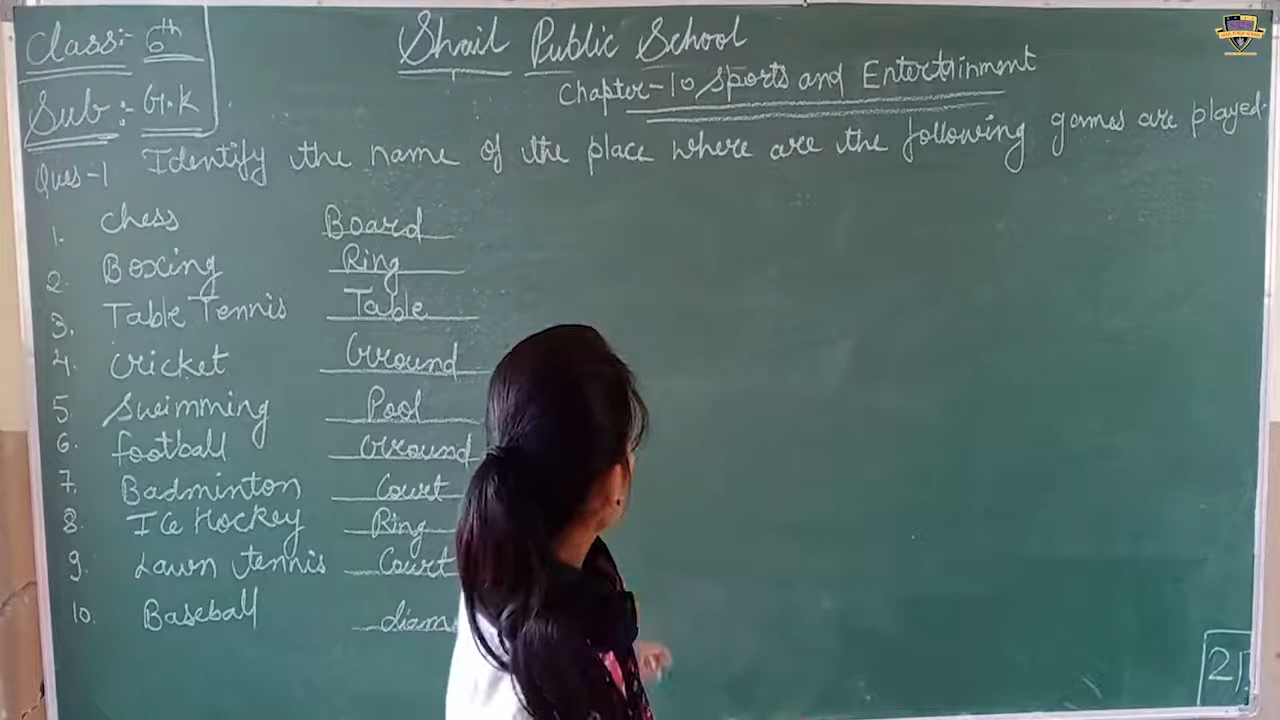 Class:- 6th
Sub:- G.K
Shail Public School
Chapter-10 Sports and Entertainment
Ques-1 Identify the name of the place where are the following games are played.
1. Chess Board
2. Boxing Ring
3. Table Tennis Table
4. Cricket Ground
5 Swimming Pool
6. football Ground
7. Badminton Court
8. Ice Hockey Ring
9. Lawn tennis Court
10. Baseball diam